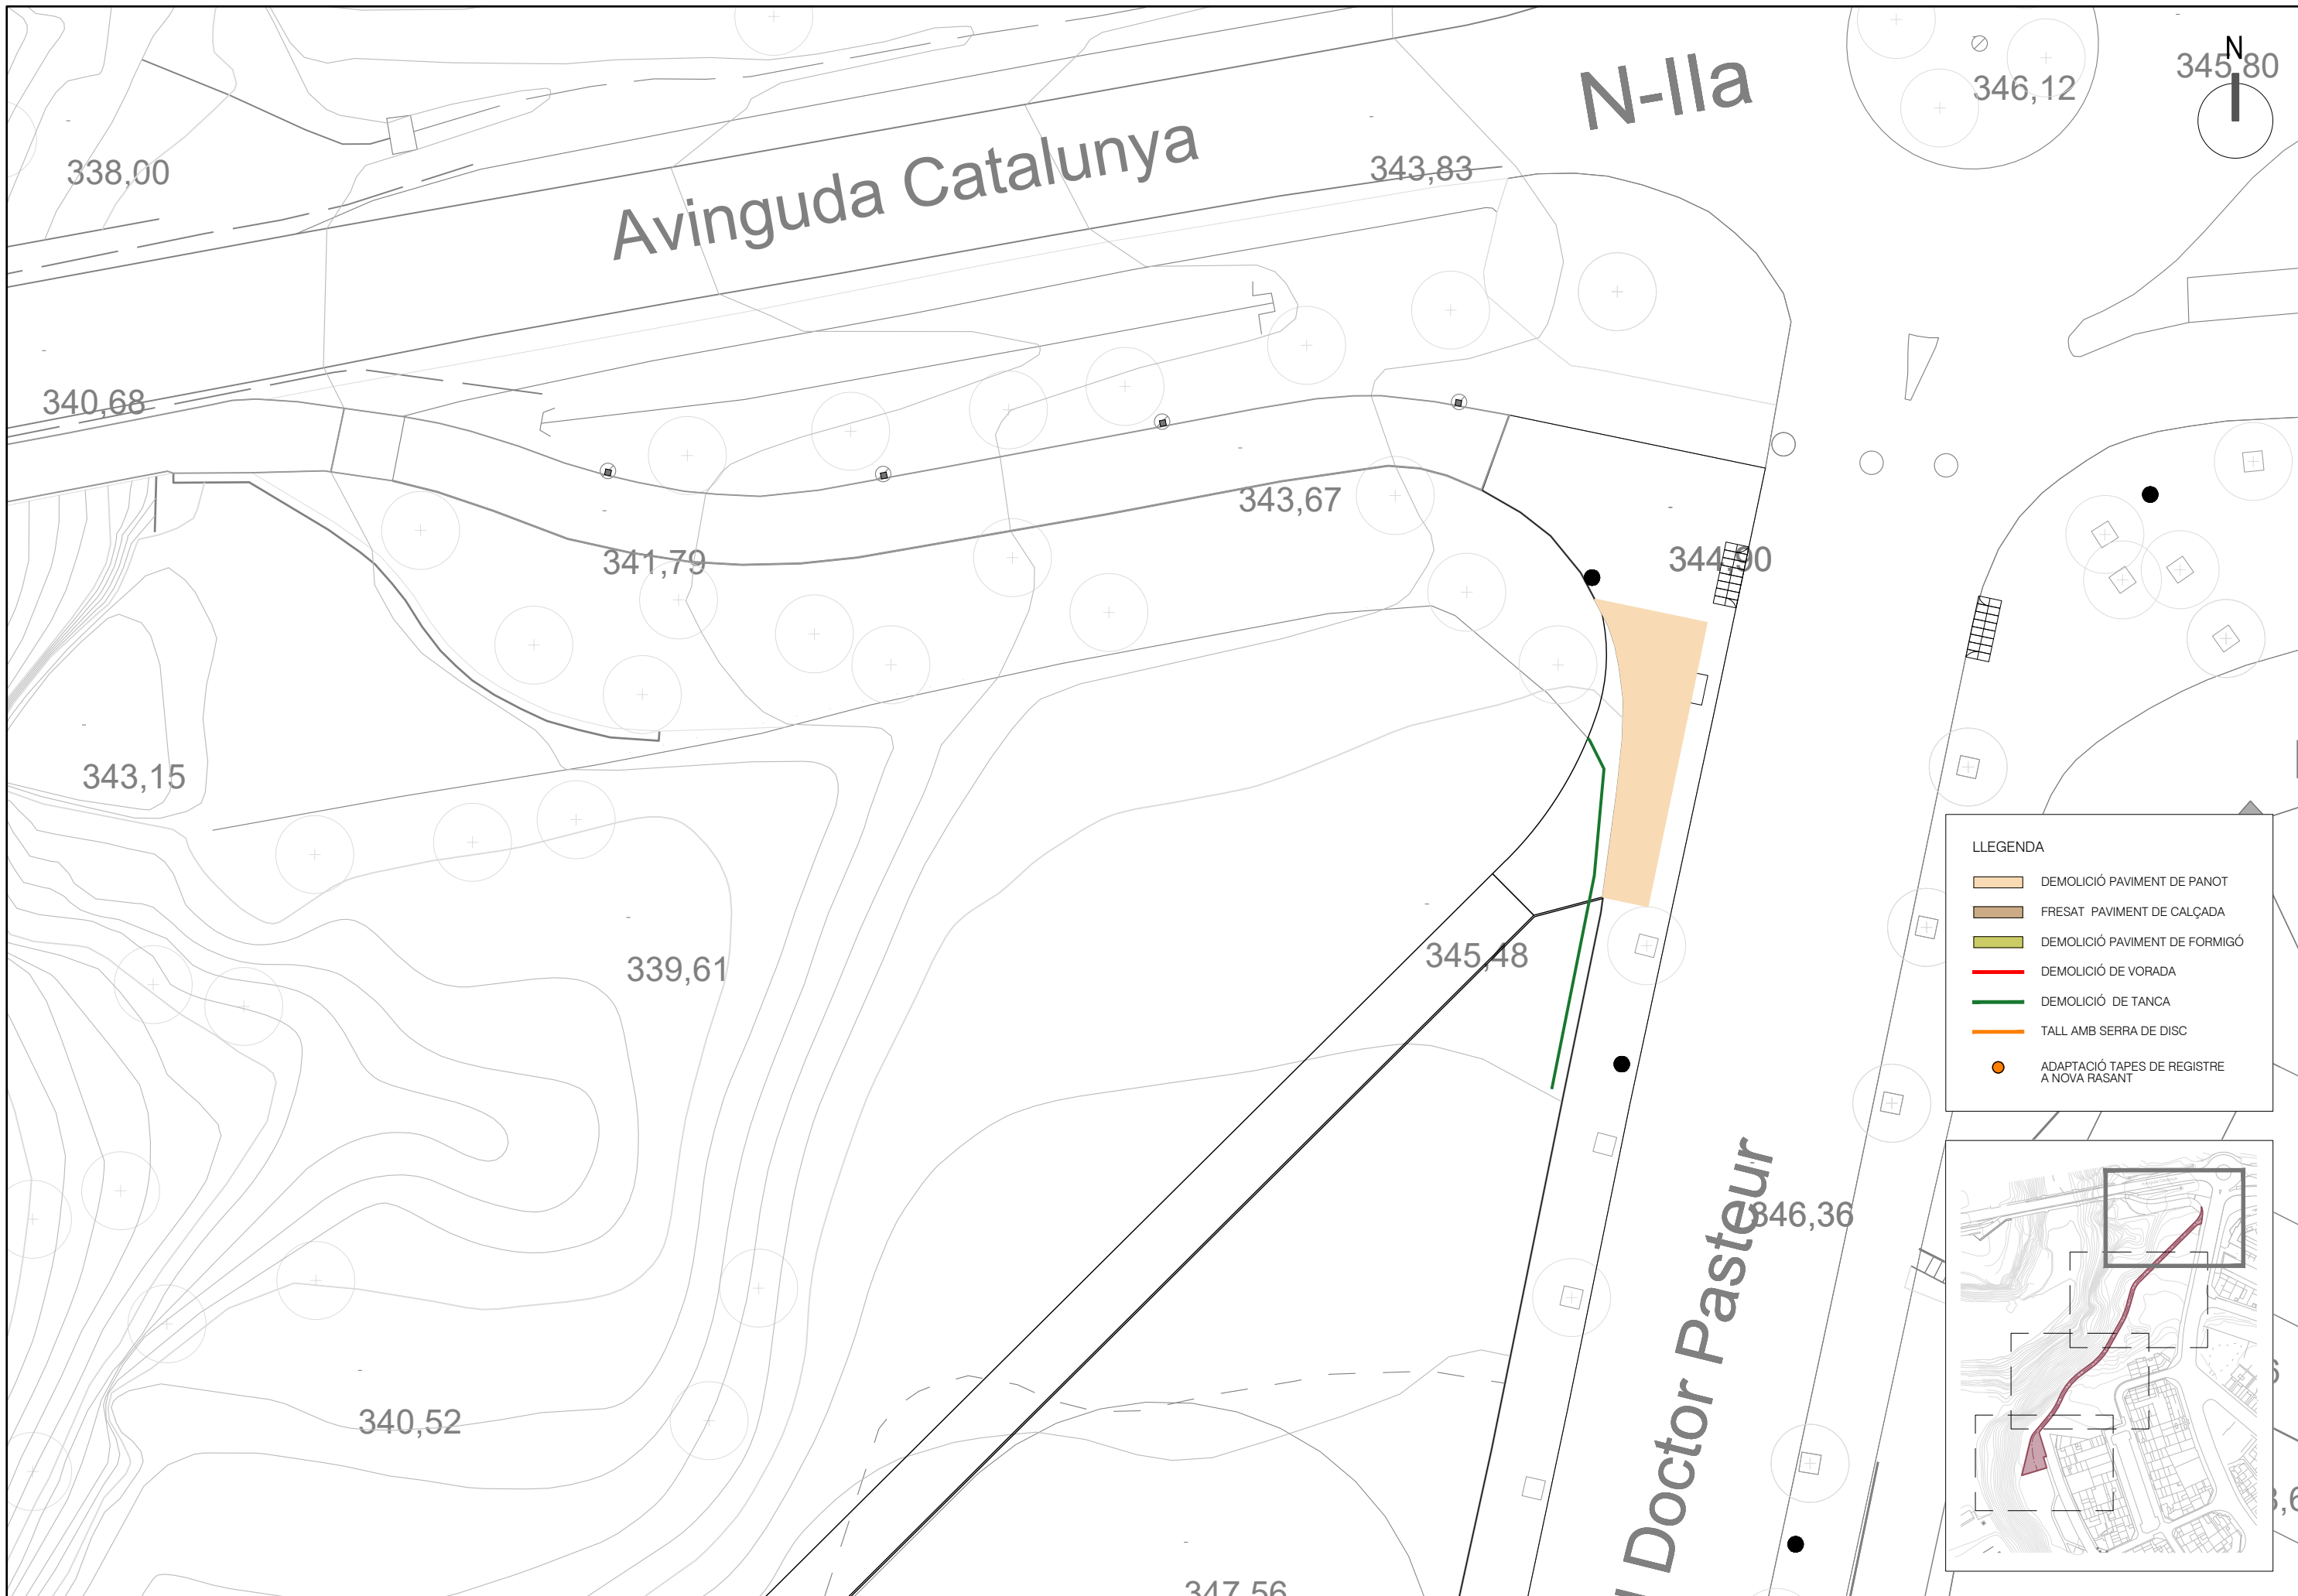 N-IIa
N
345,80
346,12
338,00
Avinguda Catalunya
343,83
340,68
343,67
341,79
344,90
343,15
LLEGENDA
DEMOLICIÓ PAVIMENT DE PANOT
FRESAT PAVIMENT DE CALÇADA
DEMOLICIÓ PAVIMENT DE FORMIGÓ
DEMOLICIÓ DE VORADA
DEMOLICIÓ DE TANCA
TALL AMB SERRA DE DISC
ADAPTACIÓ TAPES DE REGISTRE
A NOVA RASANT
339,61
345,48
346,36
Doctor Pasteur
340,52
347,56